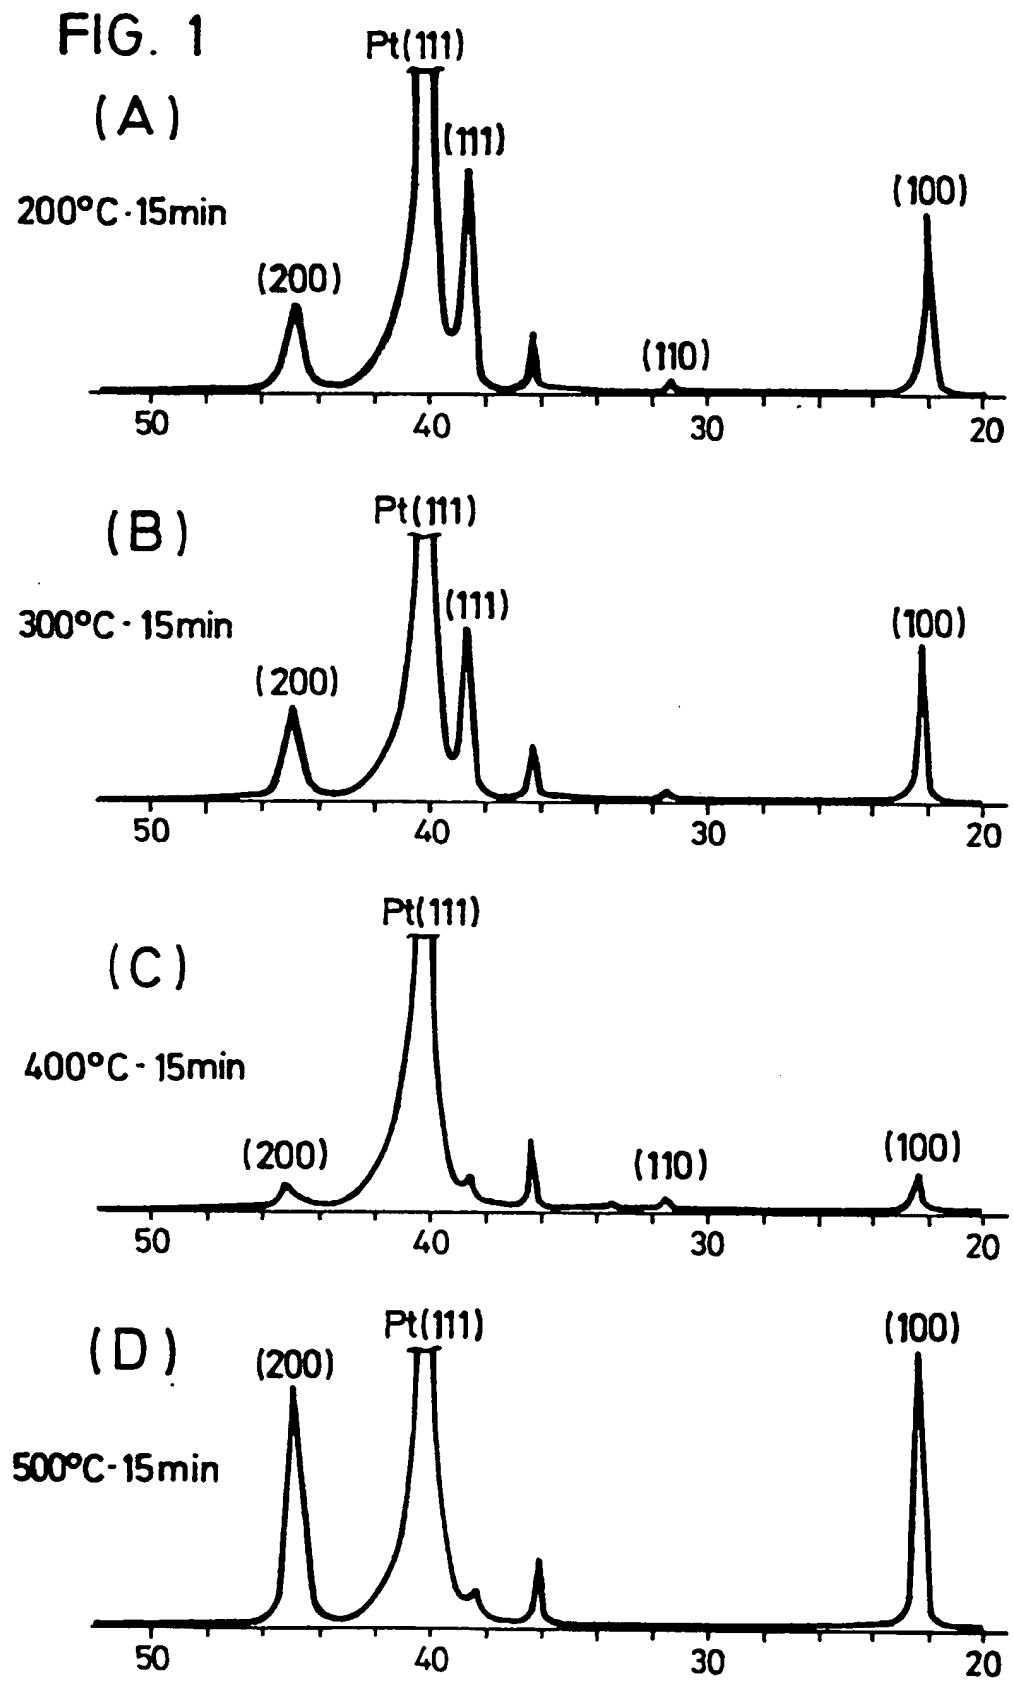 FIG. 1
Pt(111)
(A)
(111)
(100)
200°C·15min
(200)
(110)
50 40 30 20
Pt(111)
(B)
(111)
300°C·15min
(100)
(200)
50 40 30 20
Pt(111)
(C)
400°C-15min
(200)
(110)
(100)
50 40 30 20
Pt(111)
(100)
(D)
(200)
500°C·15min
50 40 30 20